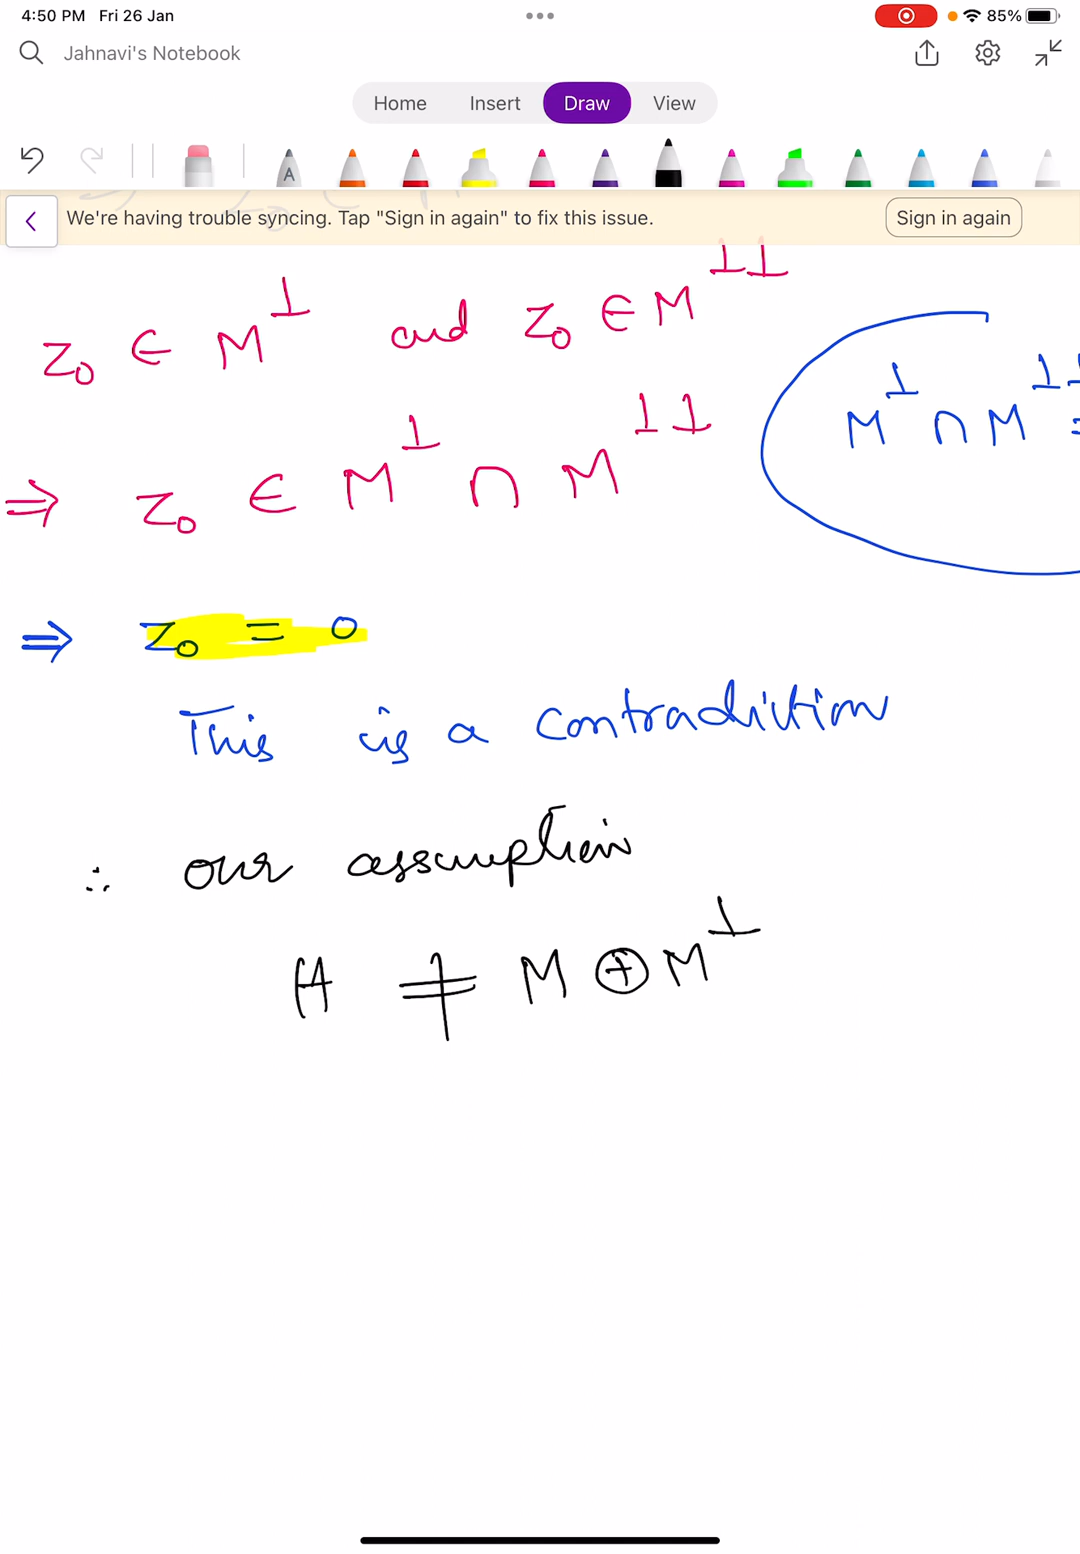 4:50 PM Fri 26 Jan
85%
Jahnavi's Notebook
Home Insert Draw View
A
We're having trouble syncing. Tap "Sign in again" to fix this issue.
Sign in again
z₀ ∈ M^⊥ and z₀ ∈ M^⊥⊥
⇒ z₀ ∈ M^⊥ ∩ M^⊥⊥
M^⊥ ∩ M^⊥⊥ =
⇒ z₀ = 0
This is a contradiction
∴ our assumption
H ≠ M ⊕ M^⊥